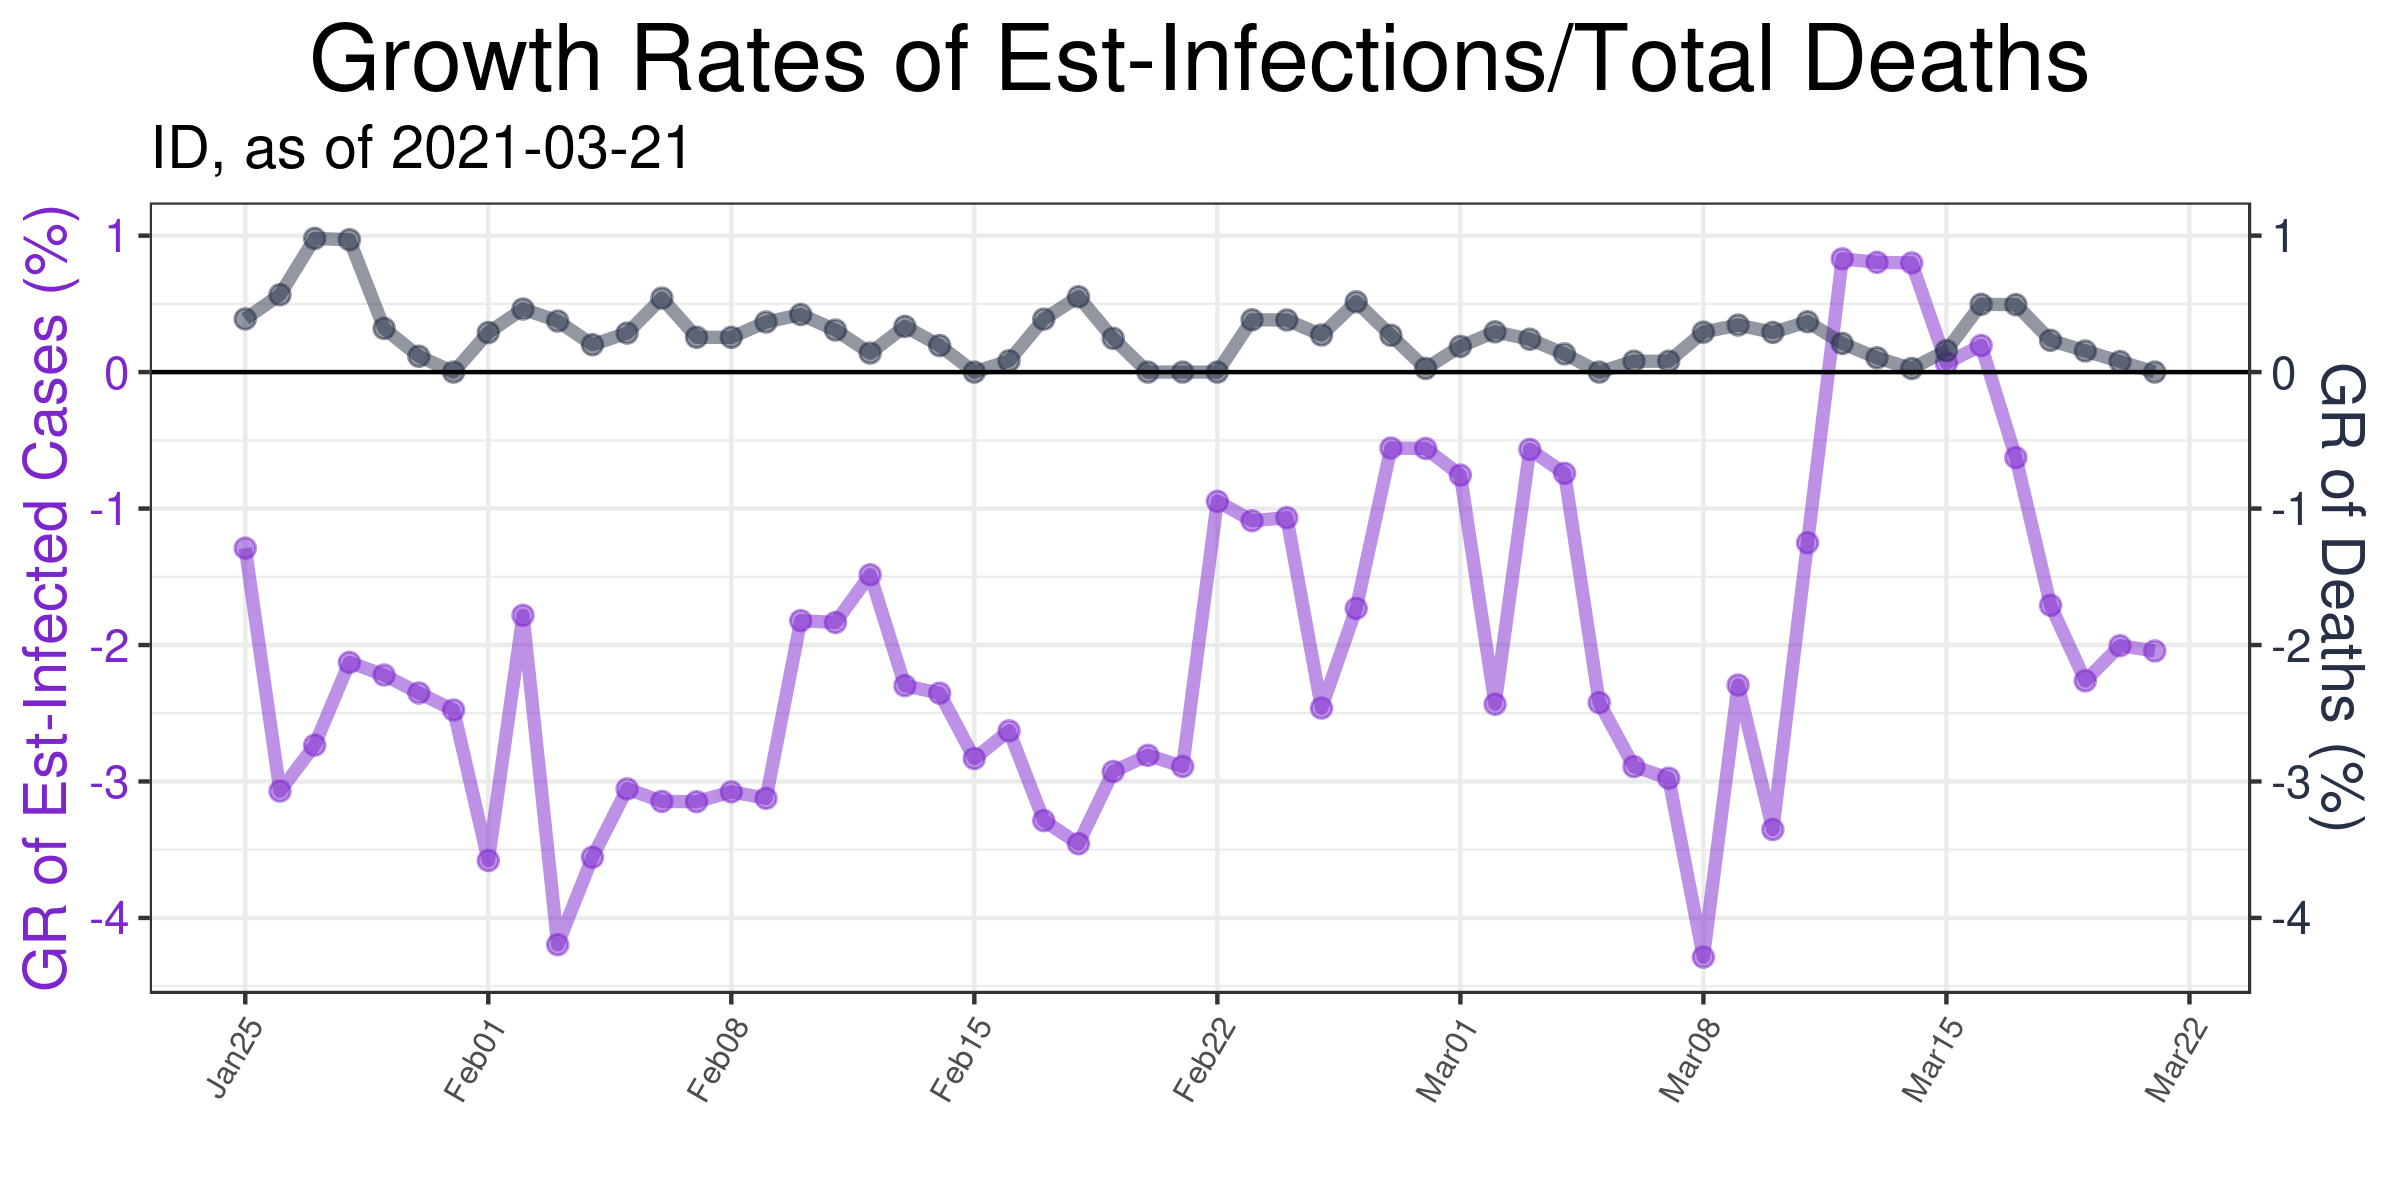 Growth Rates of Est-Infections/Total Deaths
ID, as of 2021-03-21
GR of Est-Infected Cases (%)
1
0
-1
-2
-3
-4
1
0
-1
-2
-3
-4
GR of Deaths (%)
Jan25
Feb01
Feb08
Feb15
Feb22
Mar01
Mar08
Mar15
Mar22